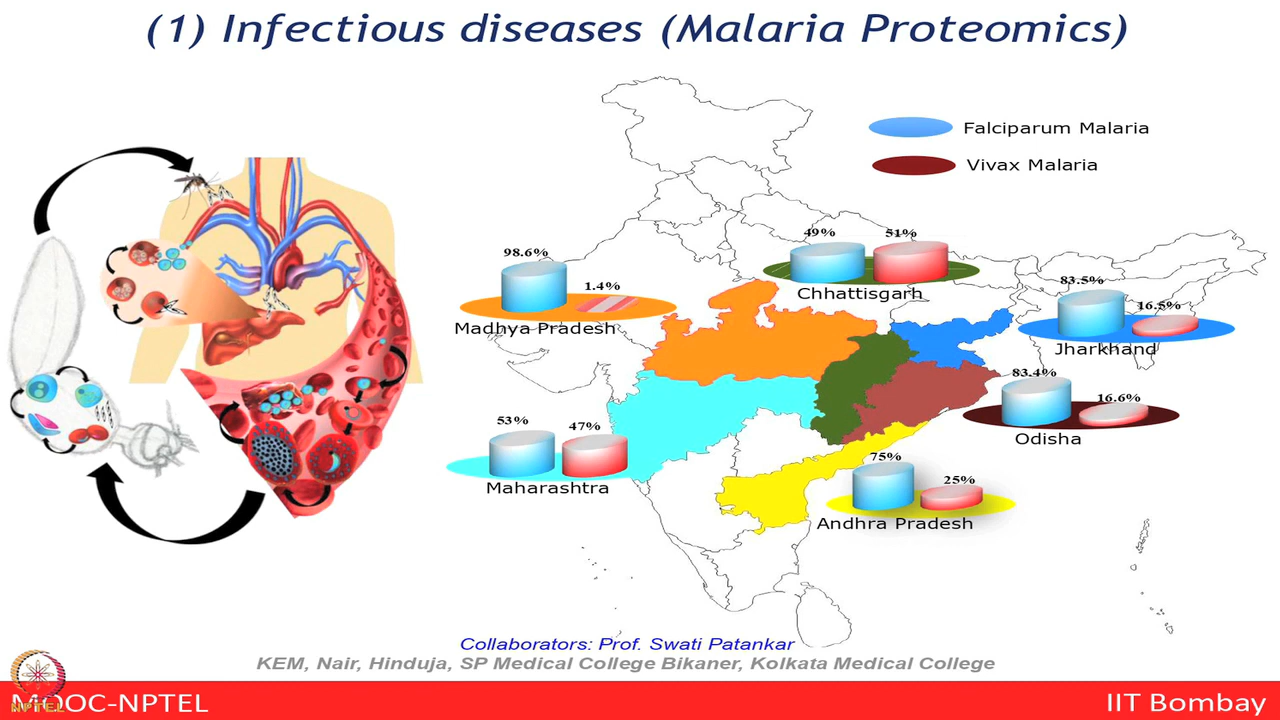 (1) Infectious diseases (Malaria Proteomics)
Falciparum Malaria
Vivax Malaria
98.6%
1.4%
Madhya Pradesh
49%
51%
Chhattisgarh
83.5%
16.5%
Jharkhand
83.4%
16.6%
Odisha
53%
47%
Maharashtra
75%
25%
Andhra Pradesh
Collaborators: Prof. Swati Patankar
KEM, Nair, Hinduja, SP Medical College Bikaner, Kolkata Medical College
NPTEL
MOOC-NPTEL
IIT Bombay